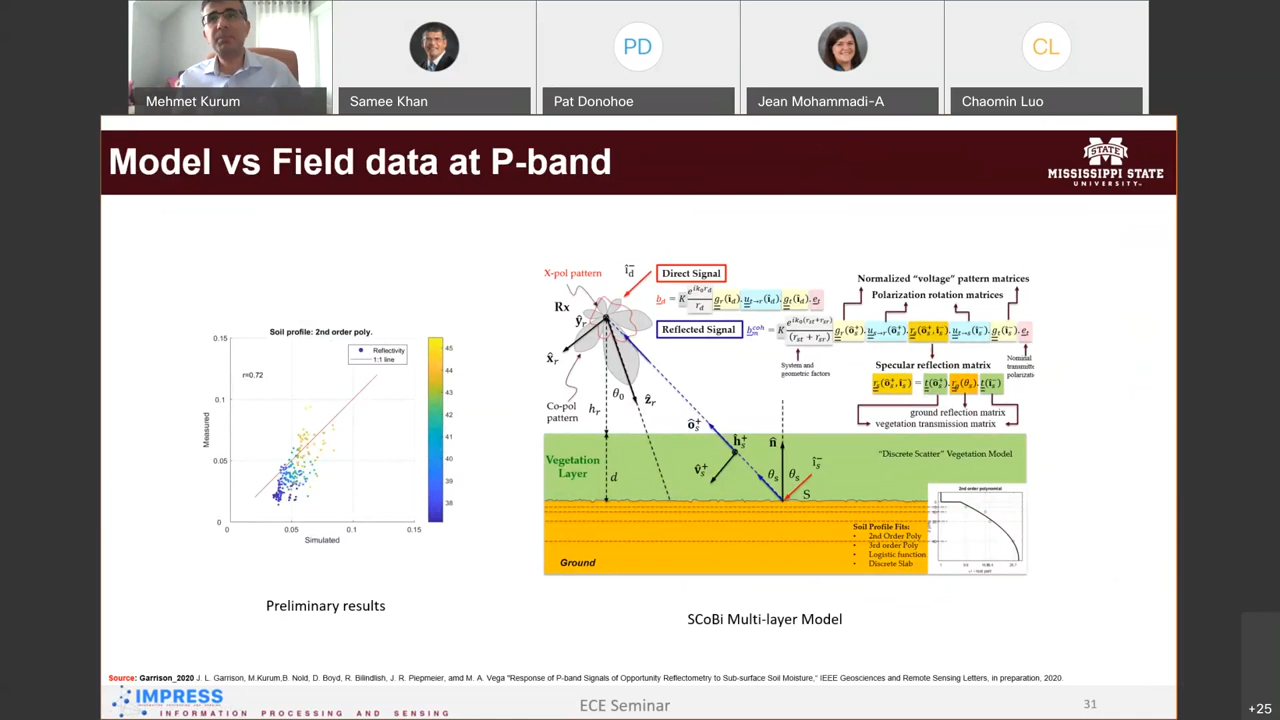 PD
CL
Mehmet Kurum
Samee Khan
Pat Donohoe
Jean Mohammadi-A
Chaomin Luo
Model vs Field data at P-band
STATE
MISSISSIPPI STATE
UNIVERSITY
Soil profile: 2nd order poly.
Reflectivity
1:1 line
r=0.72
Measured
Simulated
0.15
0.1
0.05
0
0
0.05
0.1
0.15
45
44
43
42
41
40
39
38
Preliminary results
X-pol pattern
Rx
Co-pol
pattern
Direct Signal
Reflected Signal
Normalized "voltage" pattern matrices
Polarization rotation matrices
System and
geometric factors
Specular reflection matrix
Nominal
transmitte
polarizati
ground reflection matrix
vegetation transmission matrix
Vegetation
Layer
d
S
"Discrete Scatter" Vegetation Model
2nd order polynomial
Soil Profile Fits:
• 2nd Order Poly
• 3rd order Poly
• Logistic function
• Discrete Slab
Ground
SCoBi Multi-layer Model
Source: Garrison_2020 J. L. Garrison, M.Kurum,B. Nold, D. Boyd, R. Bilindlish, J. R. Piepmeier, amd M. A. Vega "Response of P-band Signals of Opportunity Reflectometry to Sub-surface Soil Moisture," IEEE Geosciences and Remote Sensing Letters, in preparation, 2020.
IMPRESS
INFORMATION PROCESSING AND SENSING
ECE Seminar
31
+25